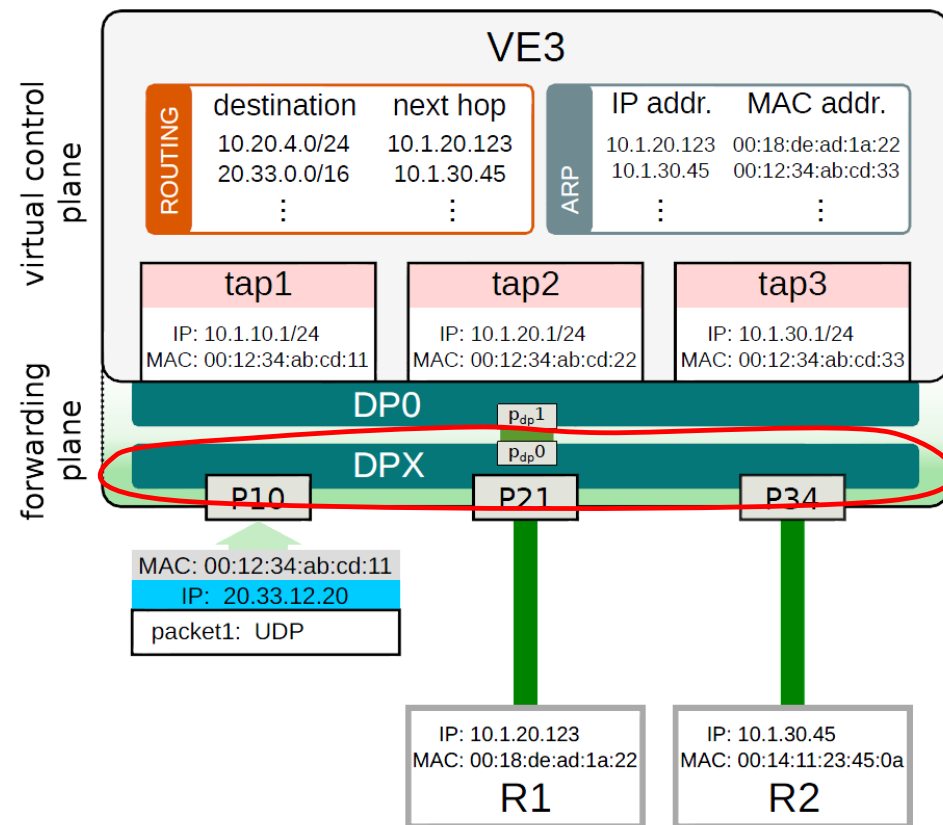 VE3
virtual control
plane
ROUTING
destination next hop
10.20.4.0/24 10.1.20.123
20.33.0.0/16 10.1.30.45
⋮ ⋮
ARP
IP addr. MAC addr.
10.1.20.123 00:18:de:ad:1a:22
10.1.30.45 00:12:34:ab:cd:33
⋮ ⋮
tap1
IP: 10.1.10.1/24
MAC: 00:12:34:ab:cd:11
tap2
IP: 10.1.20.1/24
MAC: 00:12:34:ab:cd:22
tap3
IP: 10.1.30.1/24
MAC: 00:12:34:ab:cd:33
forwarding
plane
DP0
pdp1
pdp0
DPX
P10
P21
P34
MAC: 00:12:34:ab:cd:11
IP: 20.33.12.20
packet1: UDP
IP: 10.1.20.123
MAC: 00:18:de:ad:1a:22
R1
IP: 10.1.30.45
MAC: 00:14:11:23:45:0a
R2